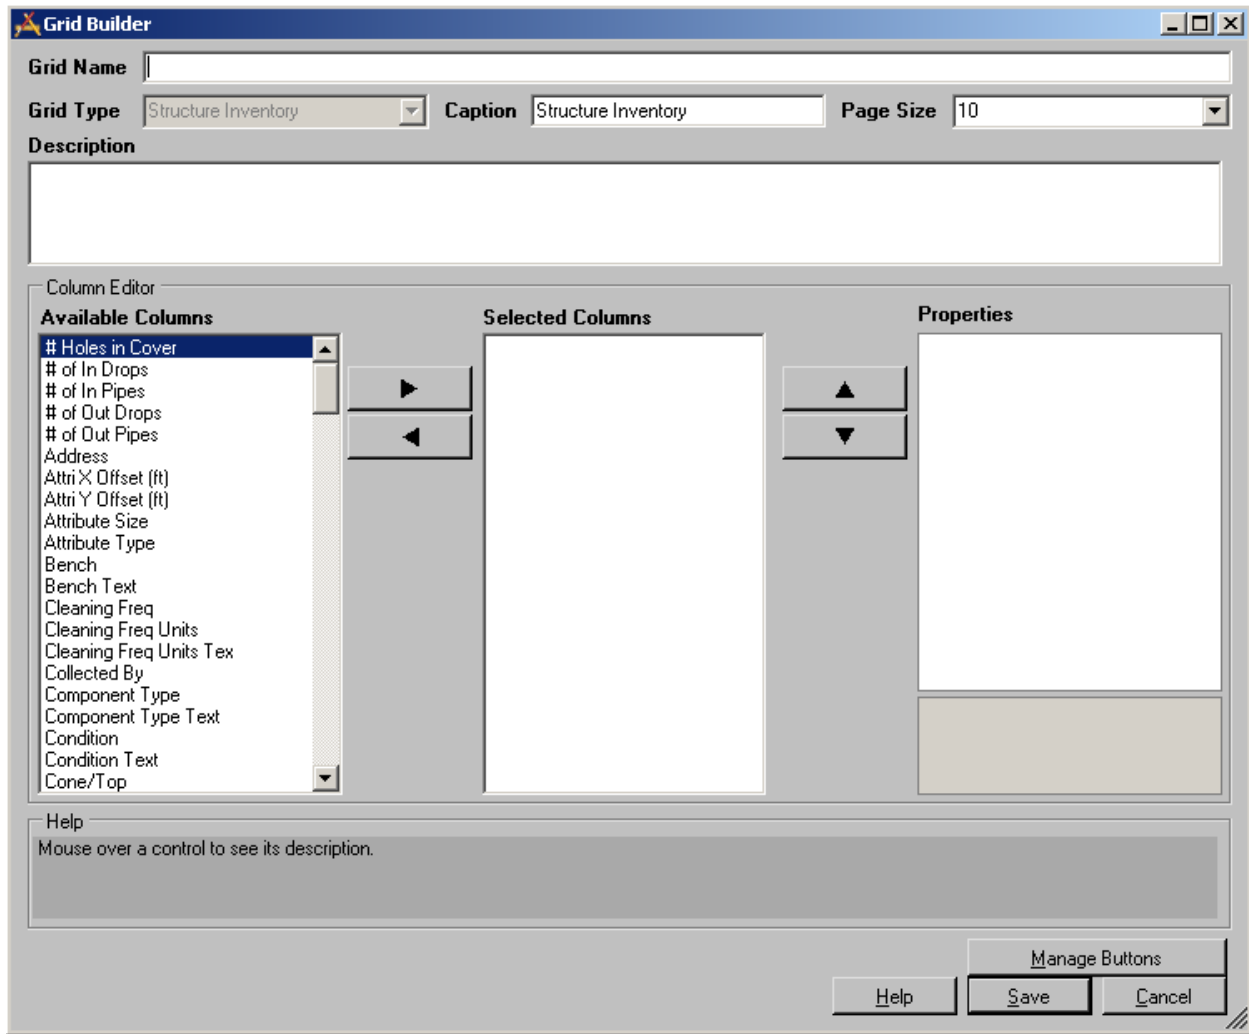 Grid Builder
Grid Name
Grid Type Structure Inventory Caption Structure Inventory Page Size 10
Description
Column Editor
Available Columns Selected Columns Properties
# Holes in Cover
# of In Drops
# of In Pipes
# of Out Drops
# of Out Pipes
Address
Attri X Offset (ft)
Attri Y Offset (ft)
Attribute Size
Attribute Type
Bench
Bench Text
Cleaning Freq
Cleaning Freq Units
Cleaning Freq Units Tex
Collected By
Component Type
Component Type Text
Condition
Condition Text
Cone/Top
Help
Mouse over a control to see its description.
Manage Buttons
Help Save Cancel